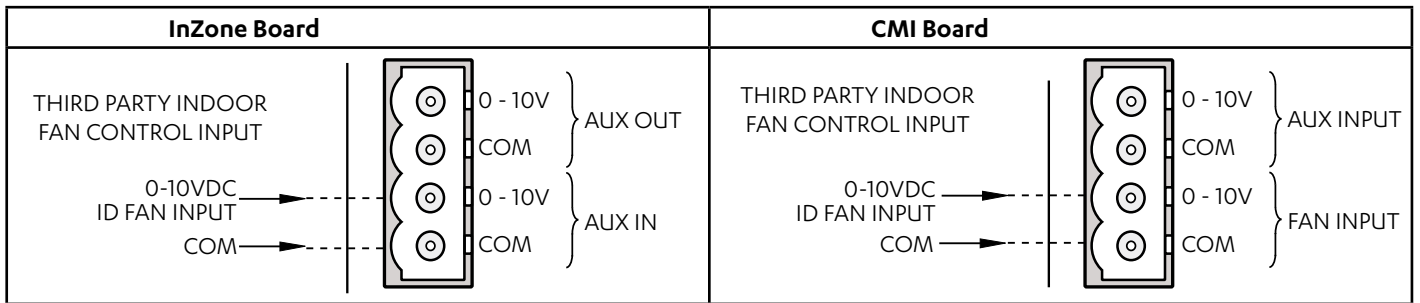 InZone Board
THIRD PARTY INDOOR
FAN CONTROL INPUT
0 - 10V
COM
AUX OUT
0-10VDC
ID FAN INPUT
COM
0 - 10V
COM
AUX IN
CMI Board
THIRD PARTY INDOOR
FAN CONTROL INPUT
0 - 10V
COM
AUX INPUT
0-10VDC
ID FAN INPUT
COM
0 - 10V
COM
FAN INPUT